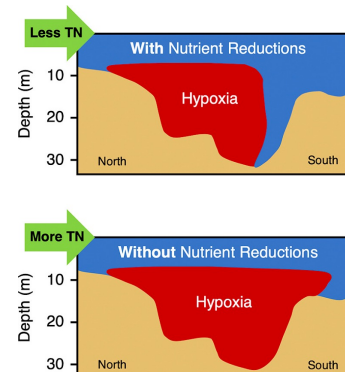 Less TN
With Nutrient Reductions
10
20
30
Depth (m)
Hypoxia
North
South
More TN
Without Nutrient Reductions
10
20
30
Depth (m)
Hypoxia
North
South